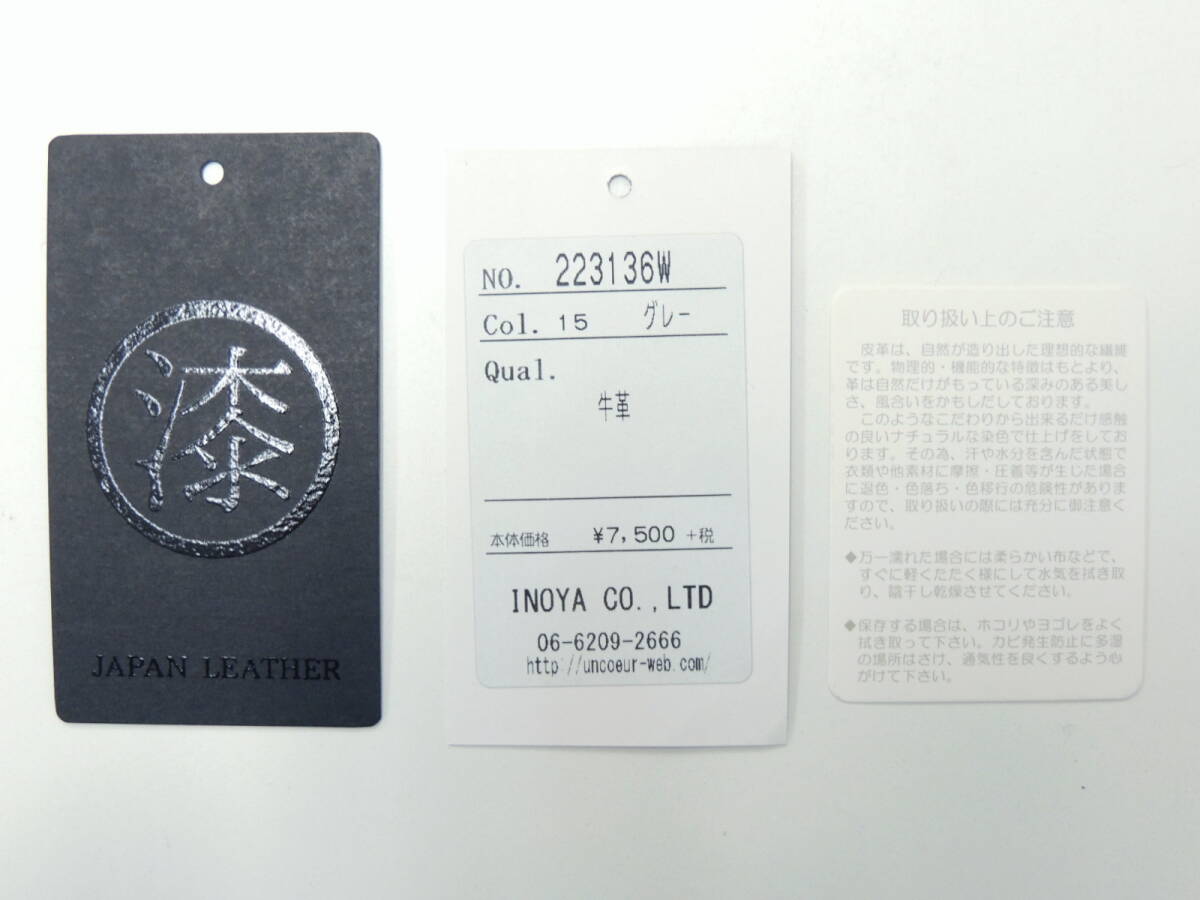 漆
JAPAN LEATHER
NO. 223136W
Col. 15 グレー
Qual.
牛革
本体価格 ¥7,500 +税
INOYA CO.,LTD
06-6209-2666
http://uncoeur-web.com/
取り扱い上のご注意
皮革は、自然が造り出した理想的な繊維
です。物理的・機能的な特徴はもとより、
革は自然だけがもっている深みのある美し
さ、風合いをかもしだしております。
このようなこだわりから出来るだけ感触
の良いナチュラルな染色で仕上げをしてお
ります。その為、汗や水分を含んだ状態で
衣類や他素材に摩擦・圧着等が生じた場合
に退色・色落ち・色移行の危険性がありま
すので、取り扱いの際には充分に御注意く
ださい。
◆万一濡れた場合には柔らかい布などで、
すぐに軽くたたく様にして水気を拭き取
り、陰干し乾燥させてください。
◆保存する場合は、ホコリやヨゴレをよく
拭き取って下さい。カビ発生防止に多湿
の場所はさけ、通気性を良くするよう心
がけて下さい。